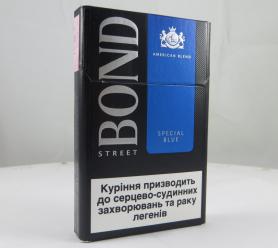 AMERICAN BLEND
BOND
STREET
SPECIAL
BLUE
Куріння призводить
до серцево-судинних
захворювань та раку
легенів